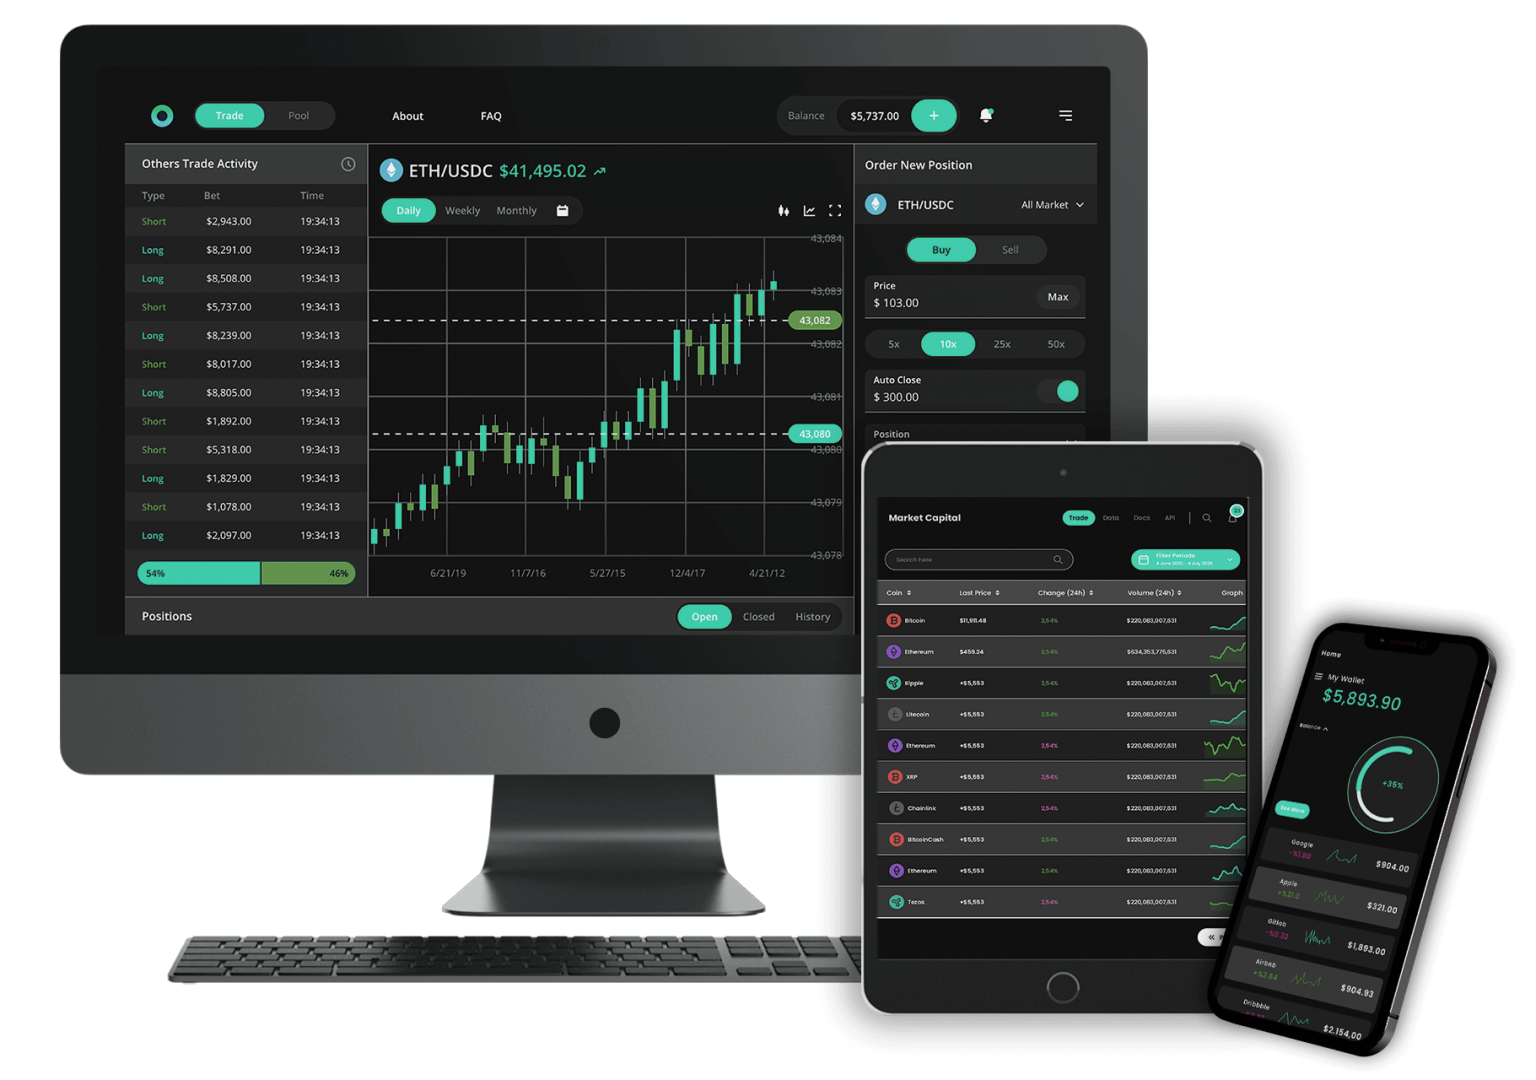 Trade Pool About FAQ Balance $5,737.00 +
Others Trade Activity
Type Bet Time
Short $2,943.00 19:34:13
Long $8,291.00 19:34:13
Long $8,508.00 19:34:13
Short $5,737.00 19:34:13
Long $8,239.00 19:34:13
Short $8,017.00 19:34:13
Long $8,805.00 19:34:13
Short $1,892.00 19:34:13
Short $5,318.00 19:34:13
Long $1,829.00 19:34:13
Short $1,078.00 19:34:13
Long $2,097.00 19:34:13
54% 46%
Positions
Open Closed History
ETH/USDC $41,495.02
Daily Weekly Monthly
43,084
43,083
43,082
43,082
43,081
43,080
43,080
43,079
43,078
6/21/19 11/7/16 5/27/15 12/4/17 4/21/12
Order New Position
ETH/USDC All Market
Buy Sell
Price
$ 103.00 Max
5x 10x 25x 50x
Auto Close
$ 300.00
Position
Market Capital Trade Data Docs API 23
Search here
Filter Periode
Coin Last Price Change (24h) Volume (24h) Graph
Bitcoin $11,911.48 2,54% $220,083,007,631
Ethereum $459.24 2,54% $634,353,775,631
Ripple +$5,553 2,54% $220,083,007,631
Litecoin +$5,553 2,54% $220,083,007,631
Ethereum +$5,553 2,54% $220,083,007,631
XRP +$5,553 2,54% $220,083,007,631
Chainlink +$5,553 2,54% $220,083,007,631
BitcoinCash +$5,553 2,54% $220,083,007,631
Ethereum +$5,553 2,54% $220,083,007,631
Tezos +$5,553 2,54% $220,083,007,631
Home
My Wallet
$5,893.90
Balance
+35%
See More
Google
$904.00
Apple
$321.00
Gitlab
-%0.32 $1,893.00
Airbnb
+%2.64 $904.93
Dribbble
$2.154,00